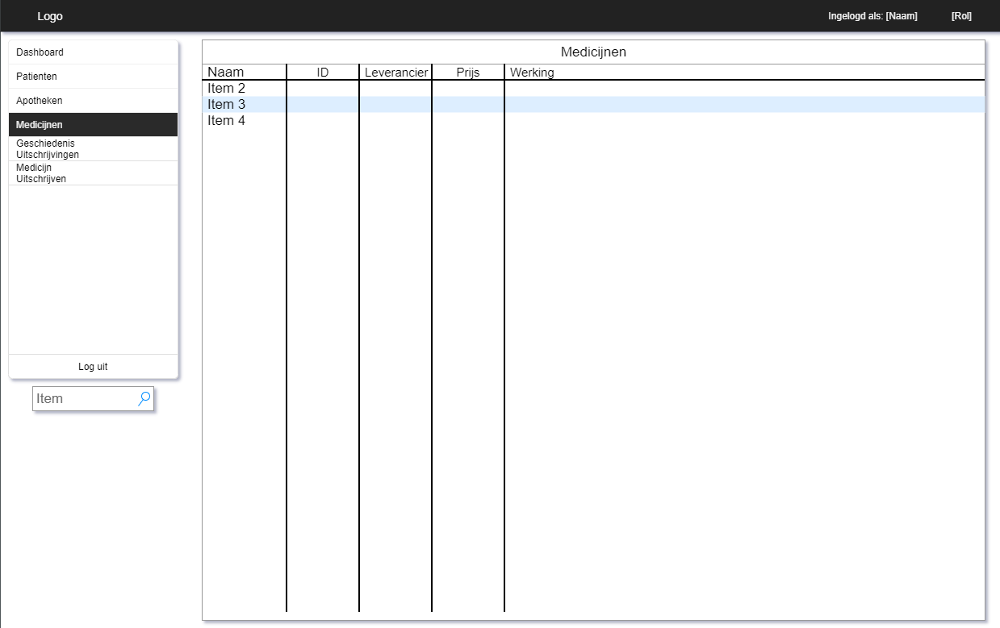 Logo
Ingelogd als: [Naam]
[Rol]
Dashboard
Patienten
Apotheken
Medicijnen
Geschiedenis
Uitschrijvingen
Medicijn
Uitschrijven
Log uit
Item
Medicijnen
Naam ID Leverancier Prijs Werking
Item 2
Item 3
Item 4